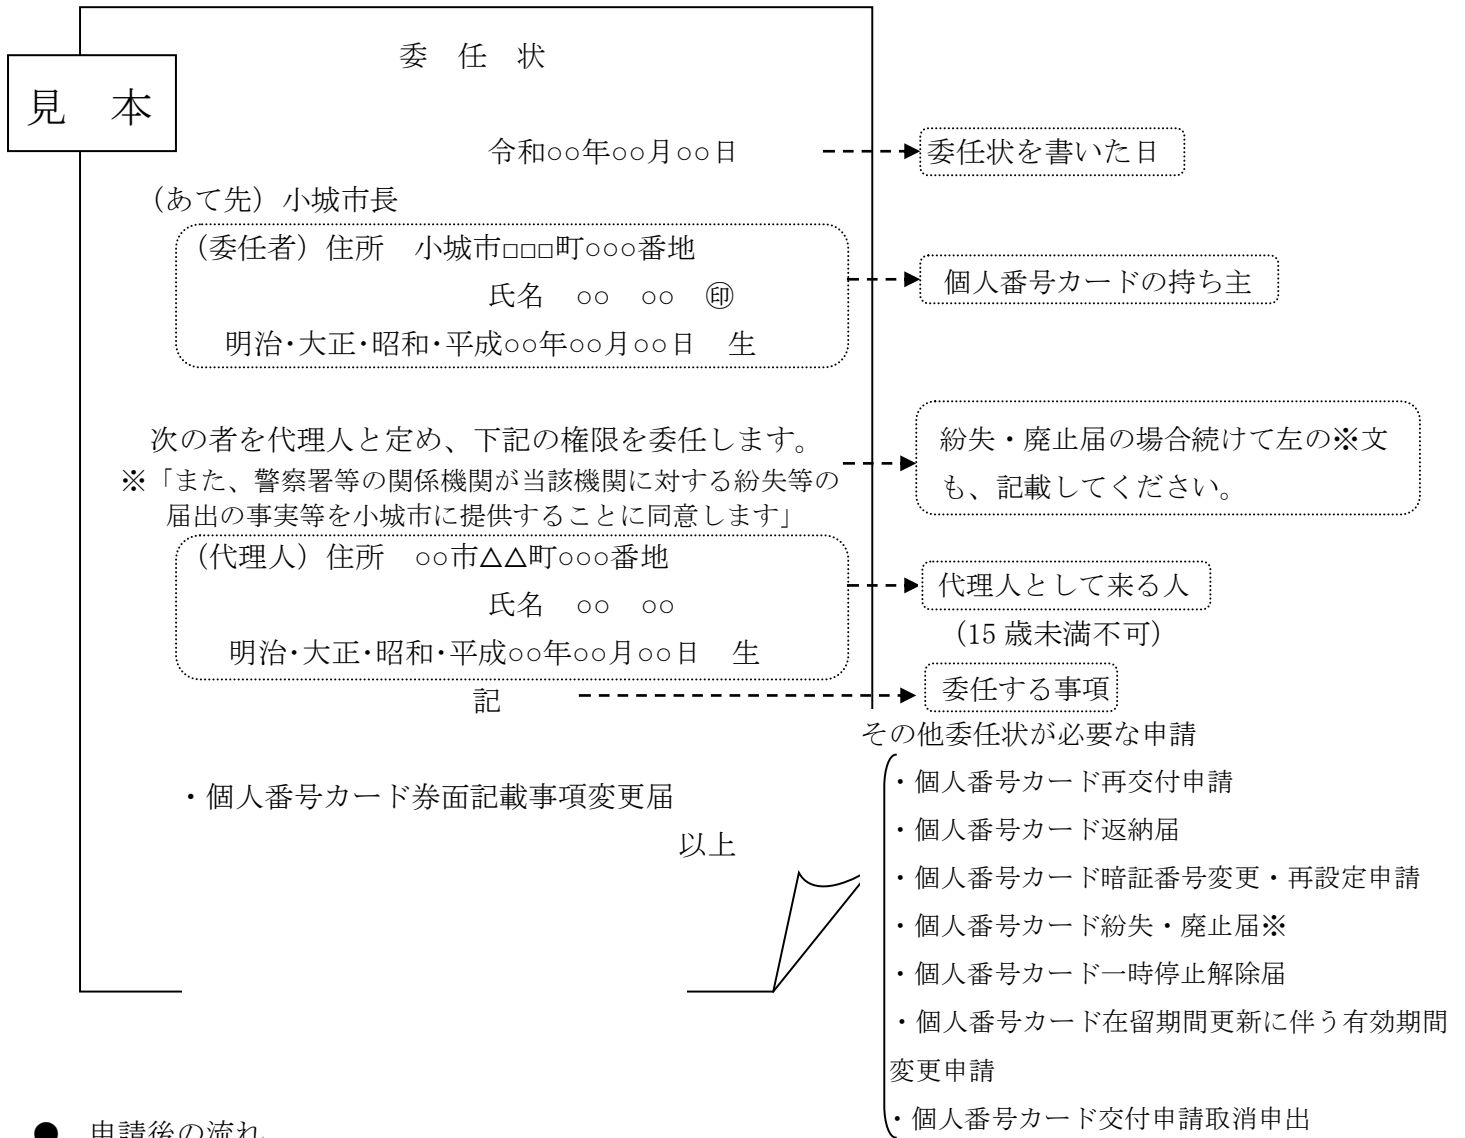 委　任　状
見　本
令和○○年○○月○○日
委任状を書いた日
（あて先）小城市長
（委任者）住所　小城市□□□町○○○番地
氏名　○○　○○　㊞
明治・大正・昭和・平成○○年○○月○○日　生
個人番号カードの持ち主
次の者を代理人と定め、下記の権限を委任します。
※「また、警察署等の関係機関が当該機関に対する紛失等の
届出の事実等を小城市に提供することに同意します」
紛失・廃止届の場合続けて左の※文
も、記載してください。
（代理人）住所　○○市△△町○○○番地
氏名　○○　○○
明治・大正・昭和・平成○○年○○月○○日　生
代理人として来る人
（15 歳未満不可）
記
委任する事項
・個人番号カード券面記載事項変更届
以上
その他委任状が必要な申請
・個人番号カード再交付申請
・個人番号カード返納届
・個人番号カード暗証番号変更・再設定申請
・個人番号カード紛失・廃止届※
・個人番号カード一時停止解除届
・個人番号カード在留期間更新に伴う有効期間
変更申請
・個人番号カード交付申請取消申出
●　申請後の流れ